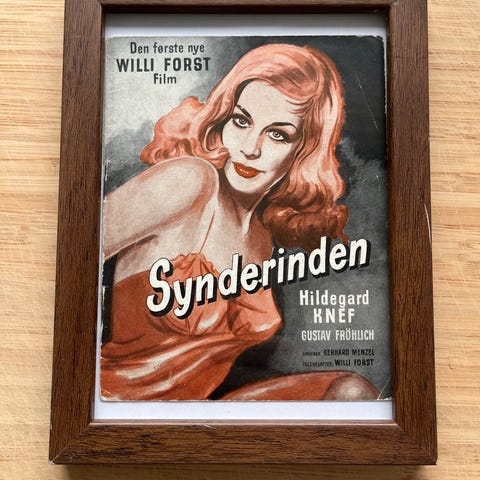 Den første nye
WILLI FORST
Film
Synderinden
Hildegard
KNEF
GUSTAV FRÖHLICH
GERHARD MENZEL
WILLI FORST